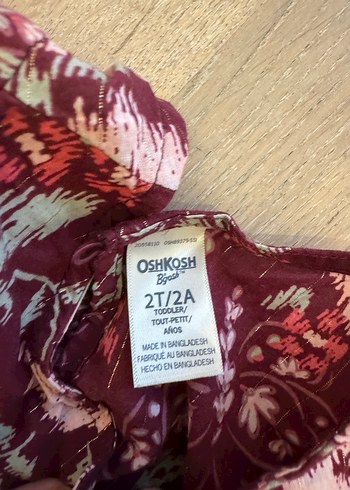 OSHKOSH
B'gosh
2T/2A
TODDLER/
TOUT-PETIT/
AÑOS
MADE IN BANGLADESH
FABRIQUÉ AU BANGLADESH
HECHO EN BANGLADESH